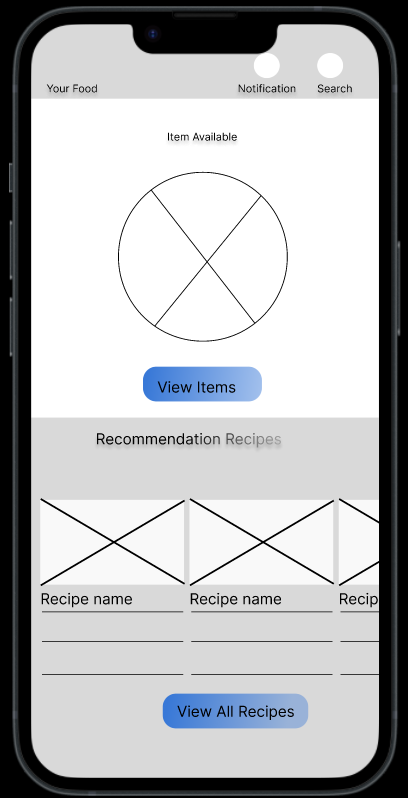 Your Food
Notification
Search
Item Available
View Items
Recommendation Recipes
Recipe name
Recipe name
Recip
View All Recipes